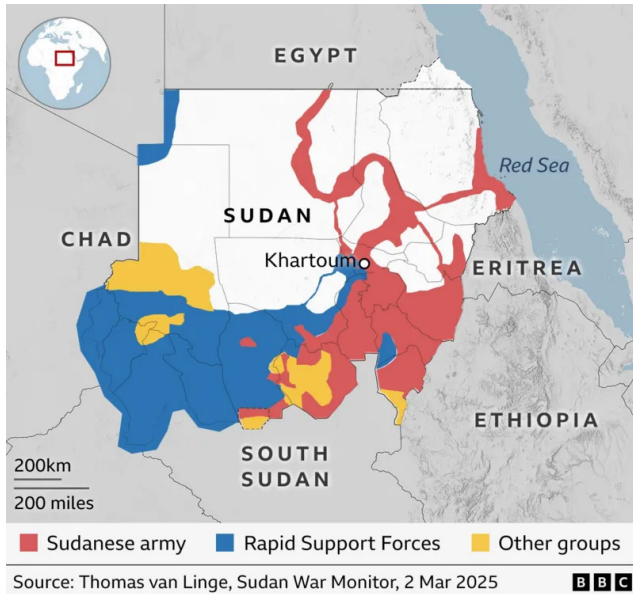 EGYPT
Red Sea
SUDAN
CHAD
Khartoum
ERITREA
ETHIOPIA
SOUTH
SUDAN
200km
200 miles
Sudanese army
Rapid Support Forces
Other groups
Source: Thomas van Linge, Sudan War Monitor, 2 Mar 2025
BBC